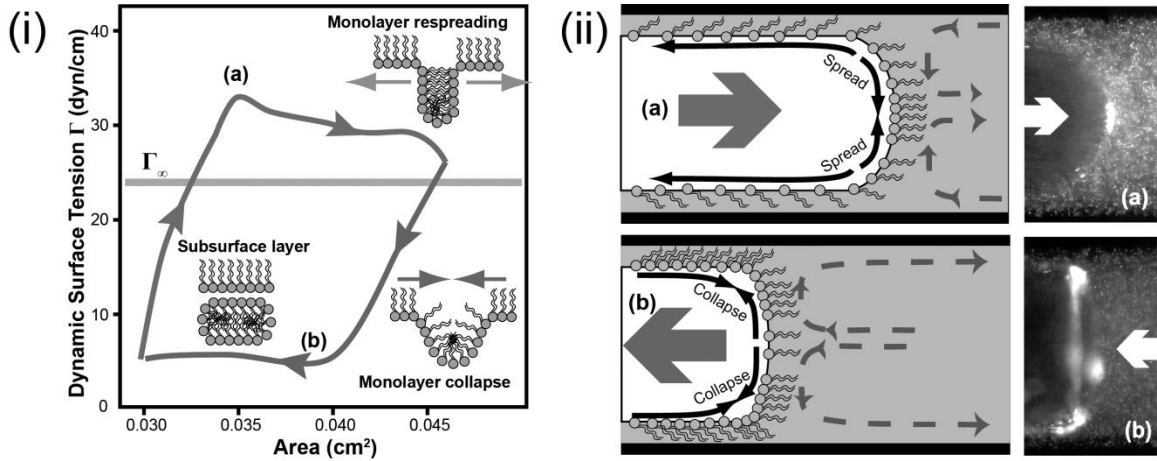 (i)
Dynamic Surface Tension Γ (dyn/cm)
40
30
20
10
0
Γ∞
(a)
Monolayer respreading
Subsurface layer
(b)
Monolayer collapse
0.030
0.035
0.040
0.045
Area (cm²)
(ii)
(a)
Spread
Spread
(a)
(b)
Collapse
Collapse
(b)